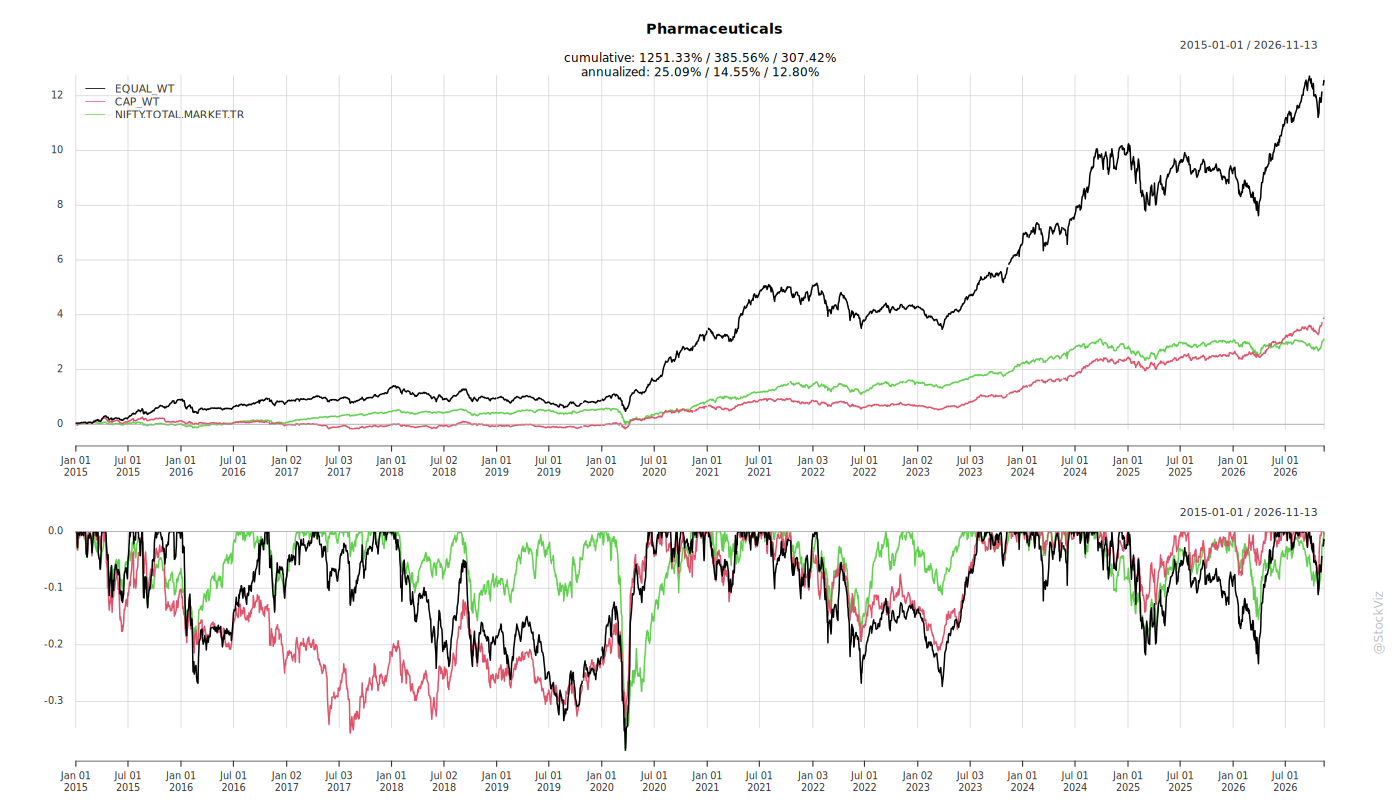 Pharmaceuticals
2015-01-01 / 2026-11-13
cumulative: 1251.33% / 385.56% / 307.42%
annualized: 25.09% / 14.55% / 12.80%
EQUAL_WT
CAP_WT
NIFTY.TOTAL.MARKET.TR
12
10
8
6
4
2
0
Jan 01 Jul 01 Jan 01 Jul 01 Jan 02 Jul 03 Jan 01 Jul 02 Jan 01 Jul 01 Jan 01 Jul 01 Jan 01 Jul 01 Jan 03 Jul 01 Jan 02 Jul 03 Jan 01 Jul 01 Jan 01 Jul 01 Jan 01 Jul 01
2015 2015 2016 2016 2017 2017 2018 2018 2019 2019 2020 2020 2021 2021 2022 2022 2023 2023 2024 2024 2025 2025 2026 2026
2015-01-01 / 2026-11-13
0.0
-0.1
-0.2
-0.3
Jan 01 Jul 01 Jan 01 Jul 01 Jan 02 Jul 03 Jan 01 Jul 02 Jan 01 Jul 01 Jan 01 Jul 01 Jan 01 Jul 01 Jan 03 Jul 01 Jan 02 Jul 03 Jan 01 Jul 01 Jan 01 Jul 01 Jan 01 Jul 01
2015 2015 2016 2016 2017 2017 2018 2018 2019 2019 2020 2020 2021 2021 2022 2022 2023 2023 2024 2024 2025 2025 2026 2026
@StockViz